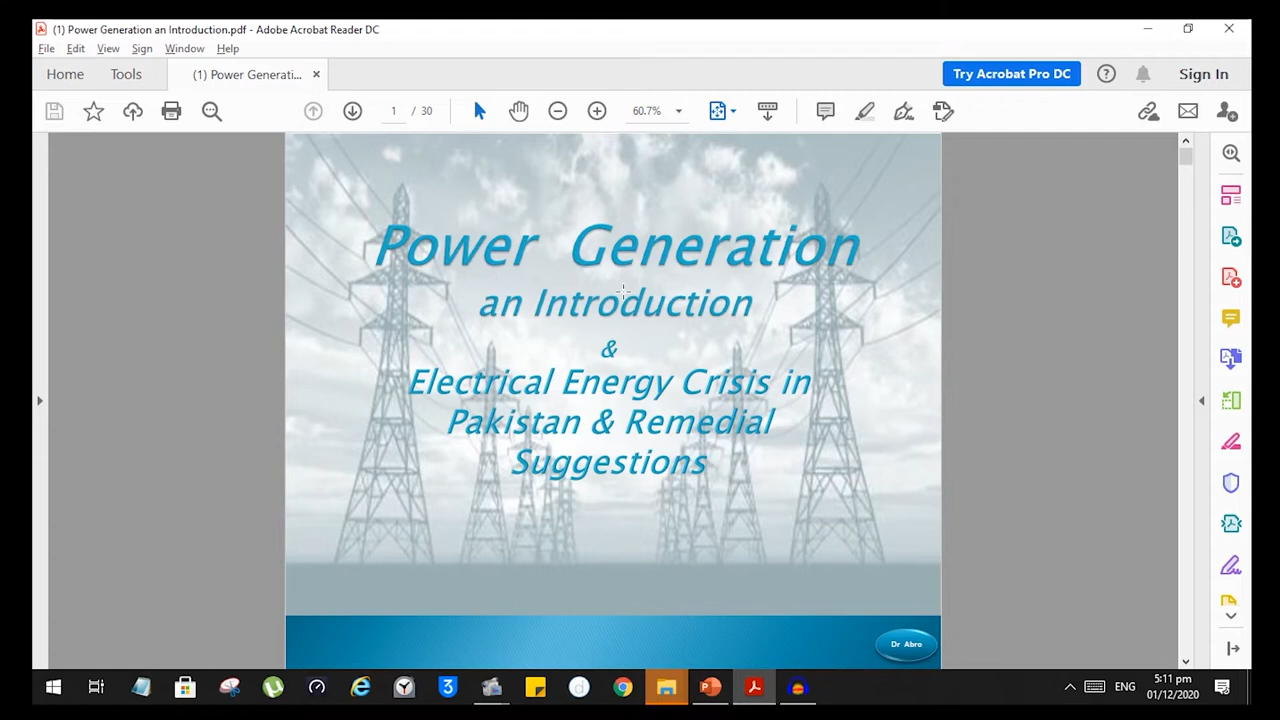 (1) Power Generation an Introduction.pdf - Adobe Acrobat Reader DC
File Edit View Sign Window Help
Home Tools (1) Power Generati... × Try Acrobat Pro DC Sign In
1 / 30 60.7%
Power Generation
an Introduction
&
Electrical Energy Crisis in
Pakistan & Remedial
Suggestions
Dr Abro
ENG
5:11 pm
01/12/2020